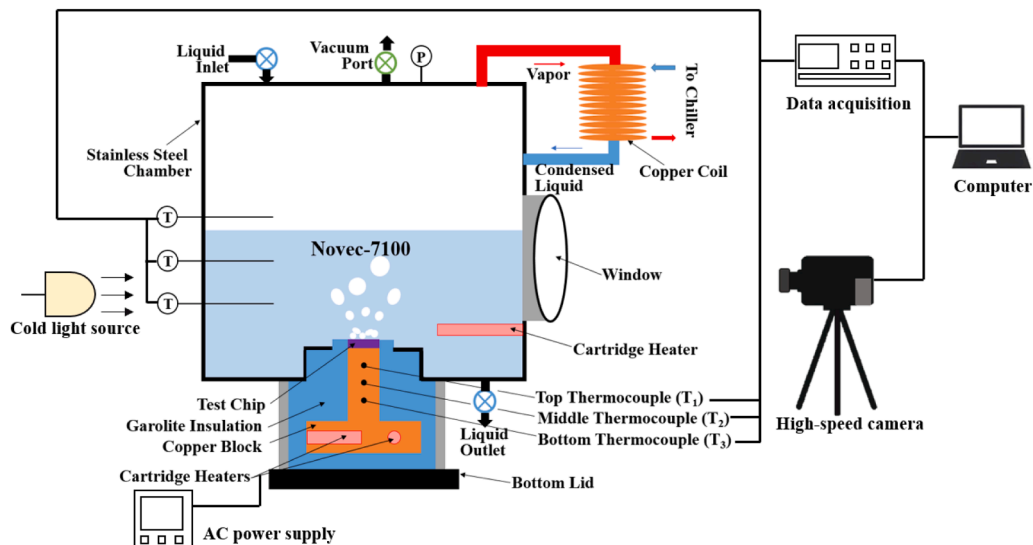 Liquid
Inlet
Vacuum
Port
P
Vapor
To Chiller
Data acquisition
Stainless Steel
Chamber
Condensed
Liquid
Copper Coil
Computer
T
Novec-7100
T
Window
T
Cold light source
Cartridge Heater
Test Chip
Top Thermocouple (T₁)
Garolite Insulation
Middle Thermocouple (T₂)
Copper Block
Liquid
Outlet
Bottom Thermocouple (T₃)
High-speed camera
Cartridge Heaters
Bottom Lid
AC power supply